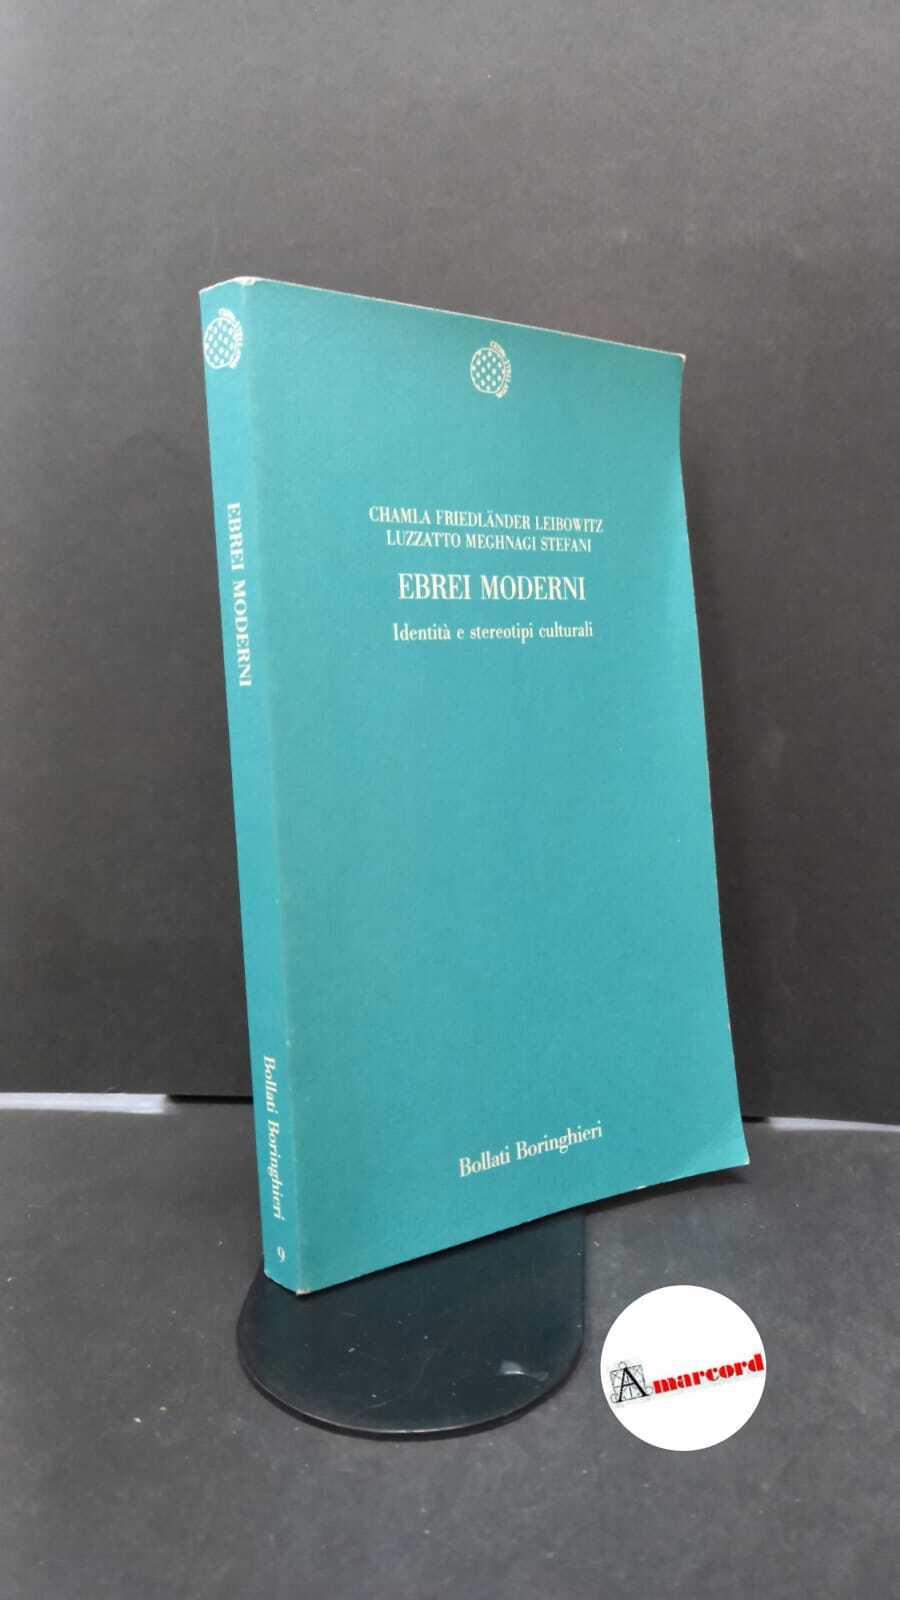 CHAMLA FRIEDLÄNDER LEIBOWITZ
LUZZATTO MEGHNAGI STEFANI
EBREI MODERNI
Identità e stereotipi culturali
Bollati Boringhieri
EBREI MODERNI
Bollati Boringhieri
9
Amarcord